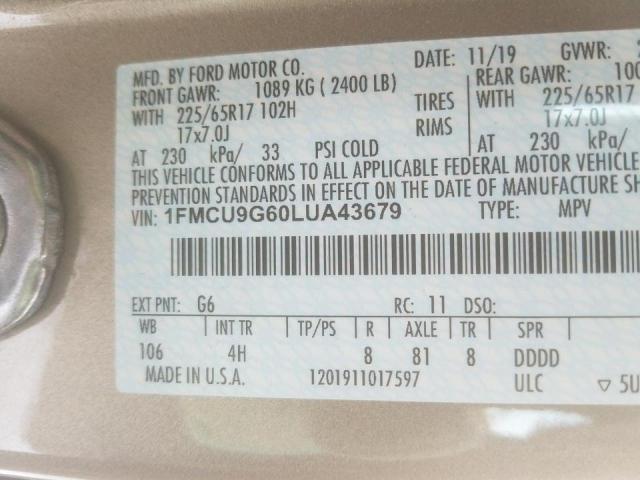 MFD. BY FORD MOTOR CO. DATE: 11/19 GVWR:
FRONT GAWR: 1089 KG ( 2400 LB) REAR GAWR: 100
WITH 225/65R17 102H TIRES WITH 225/65R17
17x7.0J RIMS 17x7.0J
AT 230 kPa/ 33 PSI COLD AT 230 kPa/
THIS VEHICLE CONFORMS TO ALL APPLICABLE FEDERAL MOTOR VEHICLE
PREVENTION STANDARDS IN EFFECT ON THE DATE OF MANUFACTURE SH
VIN: 1FMCU9G60LUA43679 TYPE: MPV
EXT PNT: G6 RC: 11 DSO:
WB INT TR TP/PS R AXLE TR SPR
106 4H 8 81 8 DDDD
MADE IN U.S.A. 1201911017597 ULC ▽ 5U